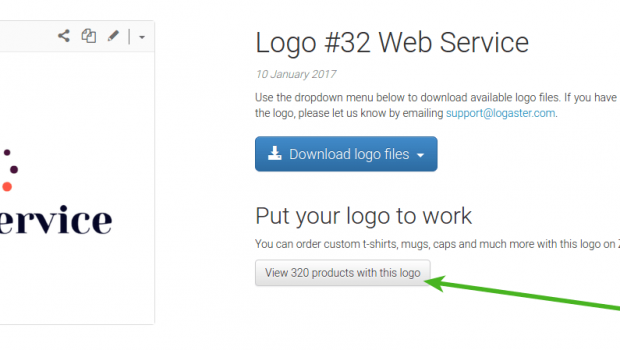 Logo #32 Web Service
10 January 2017
Use the dropdown menu below to download available logo files. If you have
the logo, please let us know by emailing support@logaster.com.
Download logo files
ervice
Put your logo to work
You can order custom t-shirts, mugs, caps and much more with this logo on Z
View 320 products with this logo